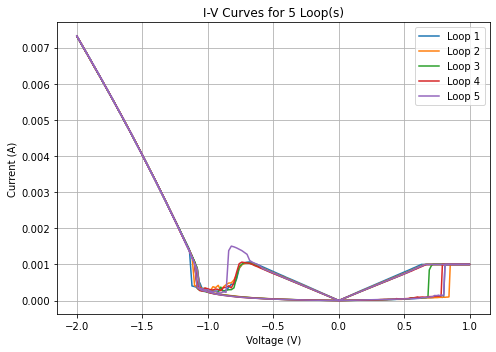 I-V Curves for 5 Loop(s)
Loop 1
Loop 2
Loop 3
Loop 4
Loop 5
0.007
0.006
0.005
0.004
0.003
0.002
0.001
0.000
Current (A)
−2.0 −1.5 −1.0 −0.5 0.0 0.5 1.0
Voltage (V)